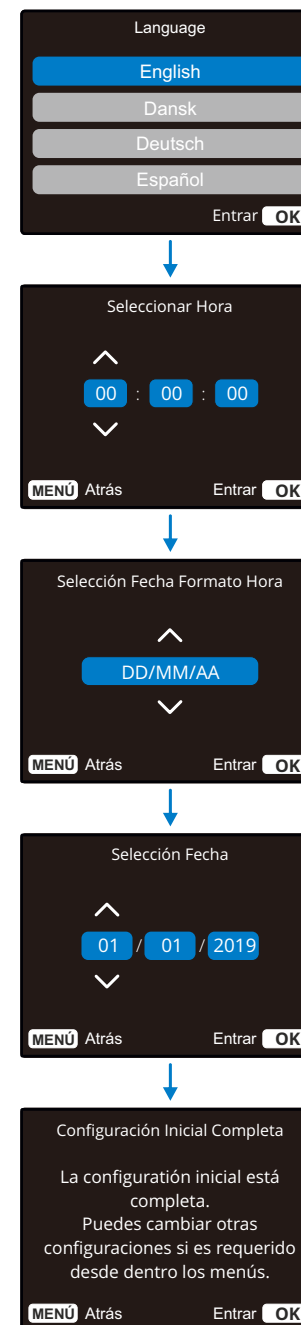 Language
English
Dansk
Deutsch
Español
Entrar OK
Seleccionar Hora
00 : 00 : 00
MENÚ Atrás Entrar OK
Selección Fecha Formato Hora
DD/MM/AA
MENÚ Atrás Entrar OK
Selección Fecha
01 / 01 / 2019
MENÚ Atrás Entrar OK
Configuración Inicial Completa
La configuratión inicial está
completa.
Puedes cambiar otras
configuraciones si es requerido
desde dentro los menús.
MENÚ Atrás Entrar OK